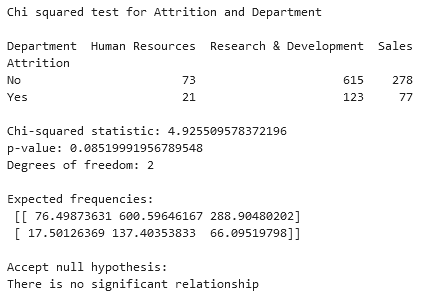 Chi squared test for Attrition and Department
Department Human Resources Research & Development Sales
Attrition
No 73 615 278
Yes 21 123 77
Chi-squared statistic: 4.925509578372196
p-value: 0.08519991956789548
Degrees of freedom: 2
Expected frequencies:
[[ 76.49873631 600.59646167 288.90480202]
[ 17.50126369 137.40353833 66.09519798]]
Accept null hypothesis:
There is no significant relationship